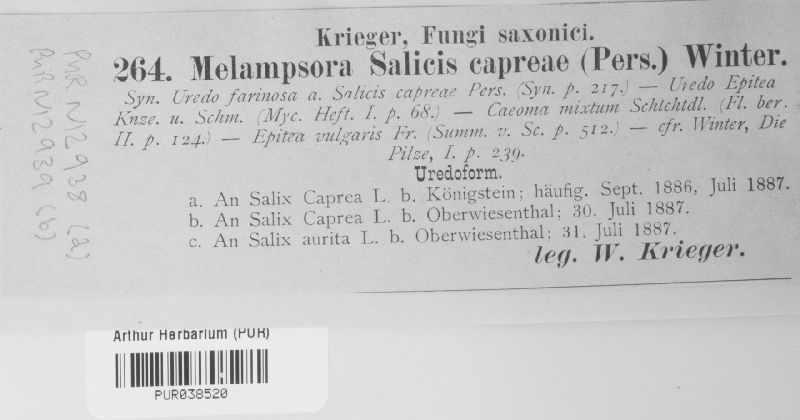 Krieger, Fungi saxonici.
264. Melampsora Salicis capreae (Pers.) Winter.
Syn. Uredo farinosa a. Salicis capreae Pers. (Syn. p. 217.) — Uredo Epitea
Knze. u. Schm. (Myc. Heft. I. p. 68.) — Caeoma mixtum Schlchtdl. (Fl. ber.
II. p. 124.) — Epitea vulgaris Fr. (Summ. v. Sc. p. 512.) — cfr. Winter, Die
Pilze, I. p. 239.
Uredoform.
a. An Salix Caprea L. b. Königstein; häufig. Sept. 1886, Juli 1887.
b. An Salix Caprea L. b. Oberwiesenthal; 30. Juli 1887.
c. An Salix aurita L. b. Oberwiesenthal; 31. Juli 1887.
leg. W. Krieger.
PUR N12938 (a)
PUR N12939 (b)
Arthur Herbarium (PUR)
PUR038520